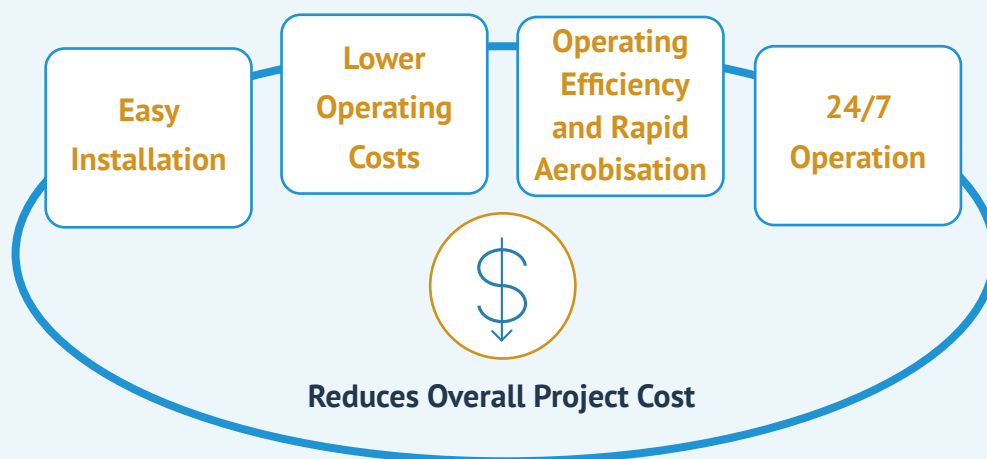 Easy
Installation
Lower
Operating
Costs
Operating
Efficiency
and Rapid
Aerobisation
24/7
Operation
Reduces Overall Project Cost